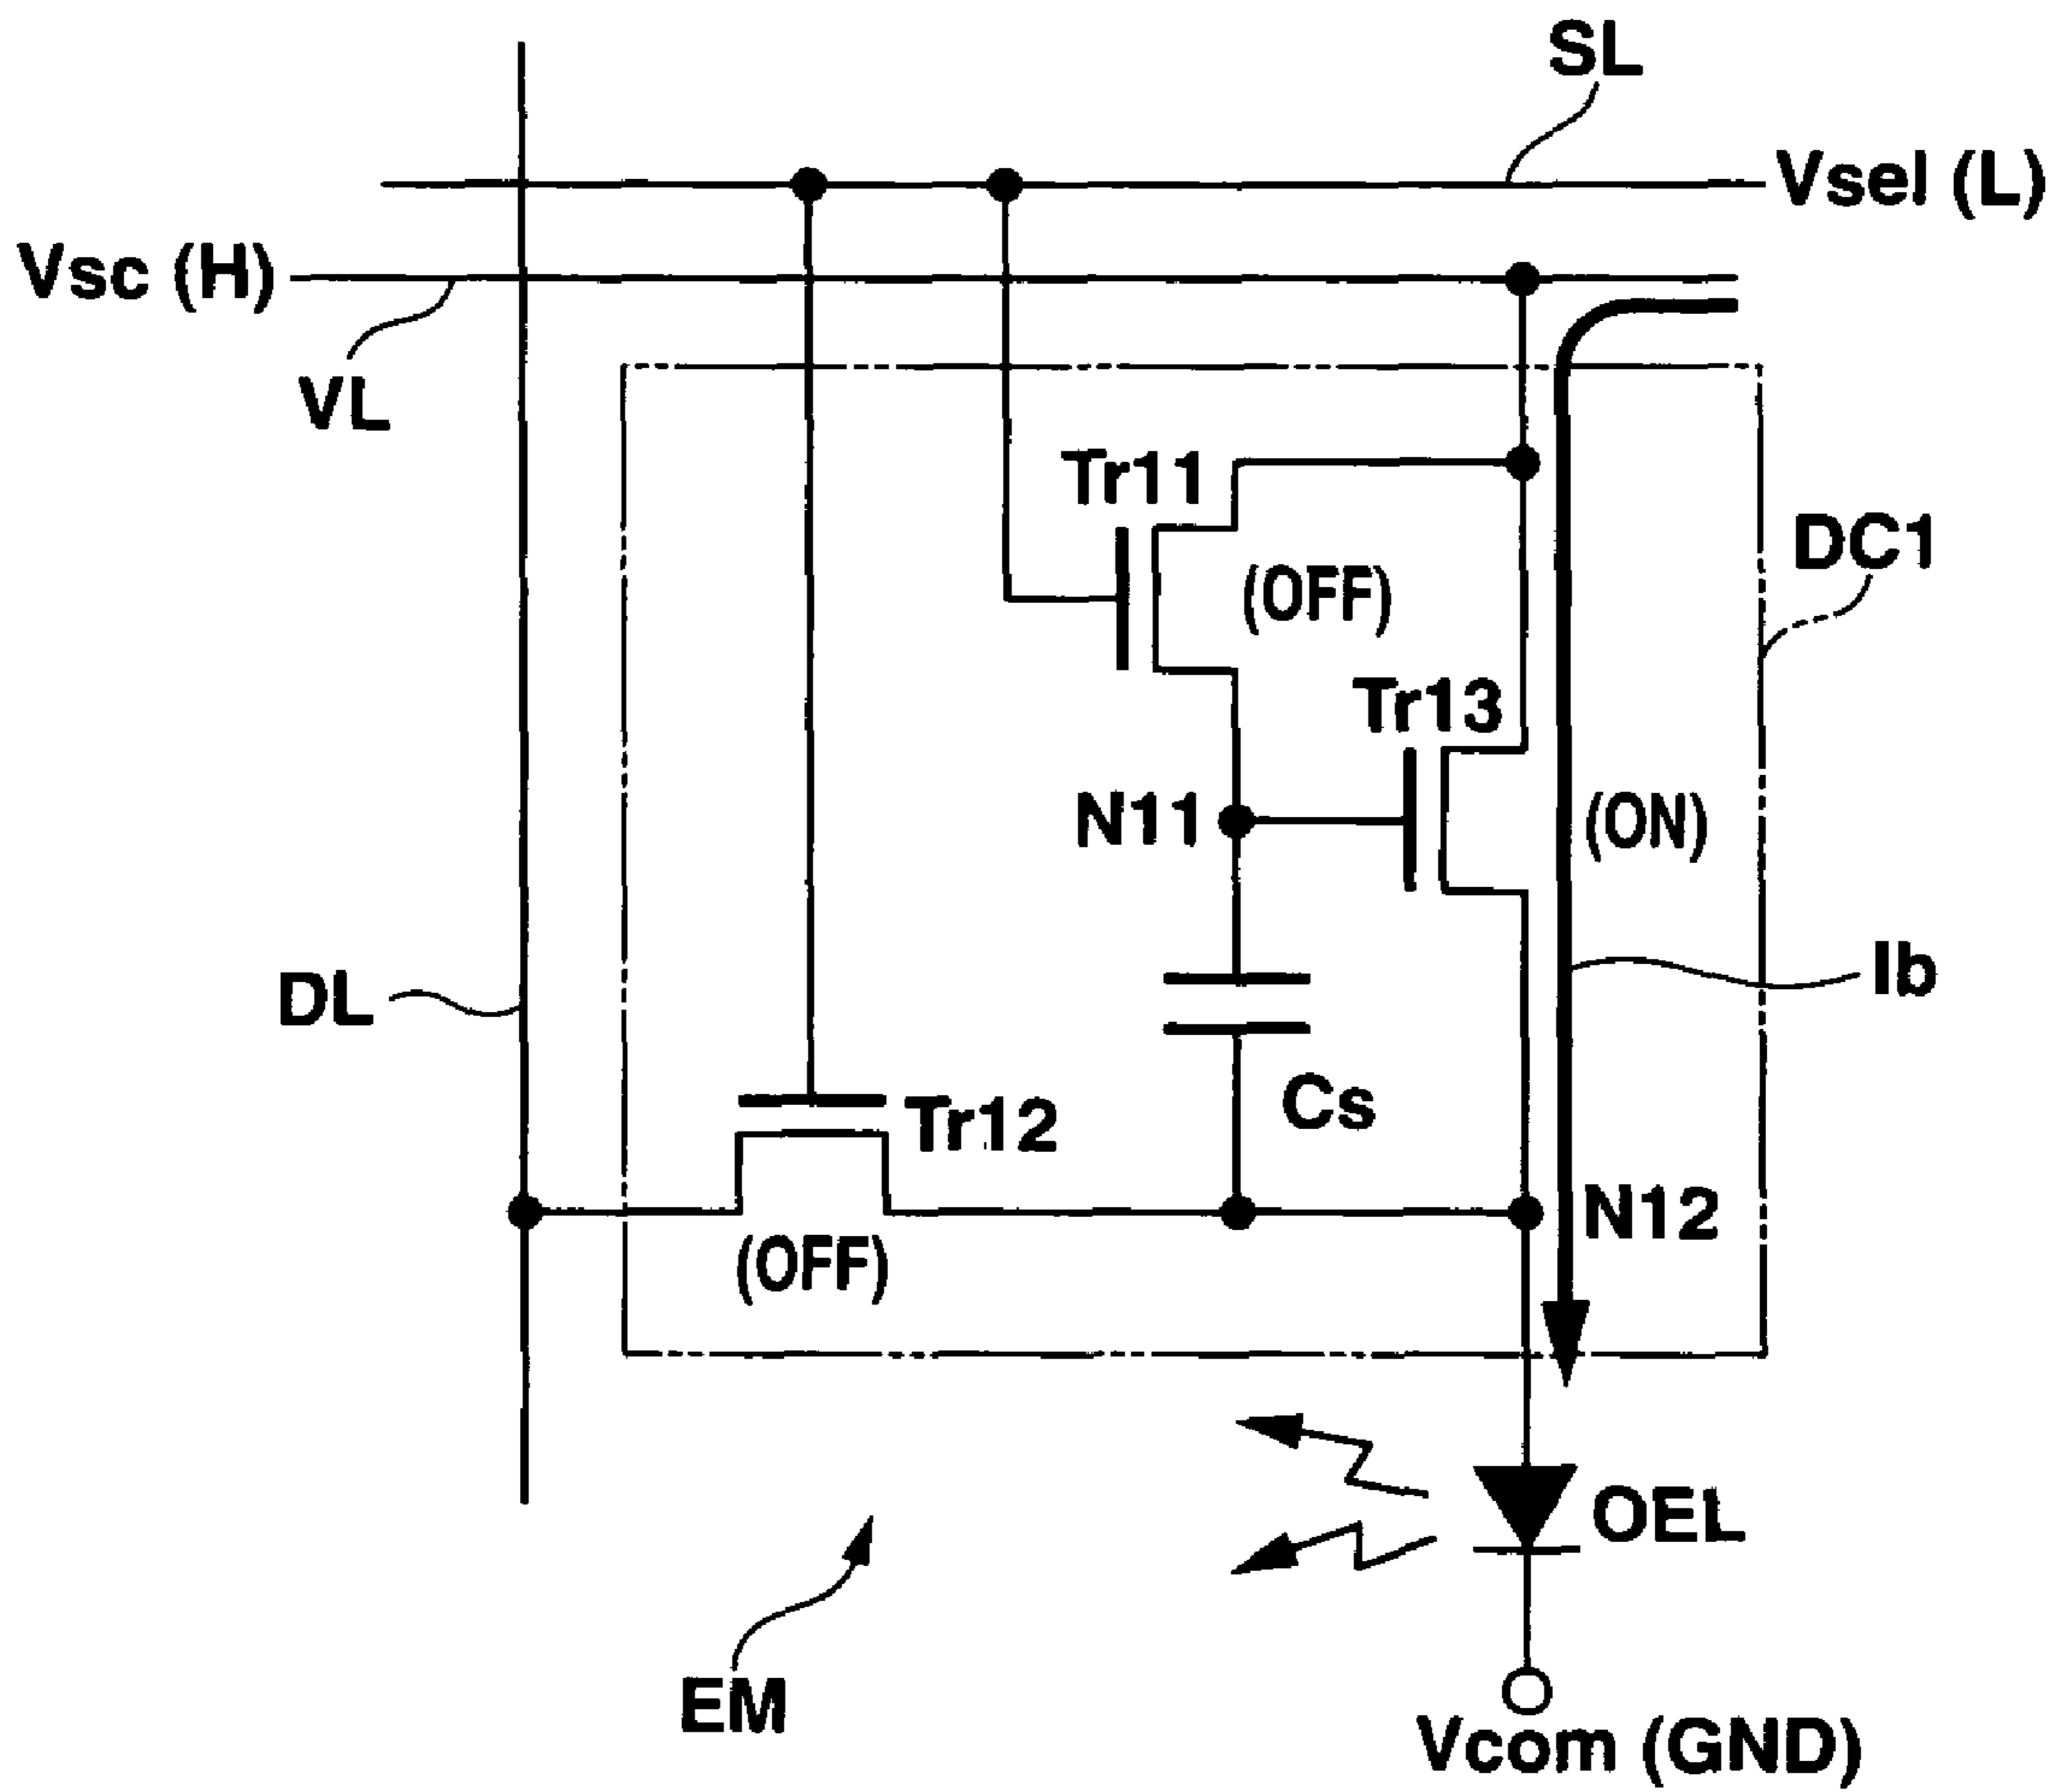 SL
Vsel (L)
Vsc (H)
VL
Tr11
DC1
(OFF)
Tr13
N11
(ON)
DL
Ib
Cs
Tr12
N12
(OFF)
OEL
EM
Vcom (GND)